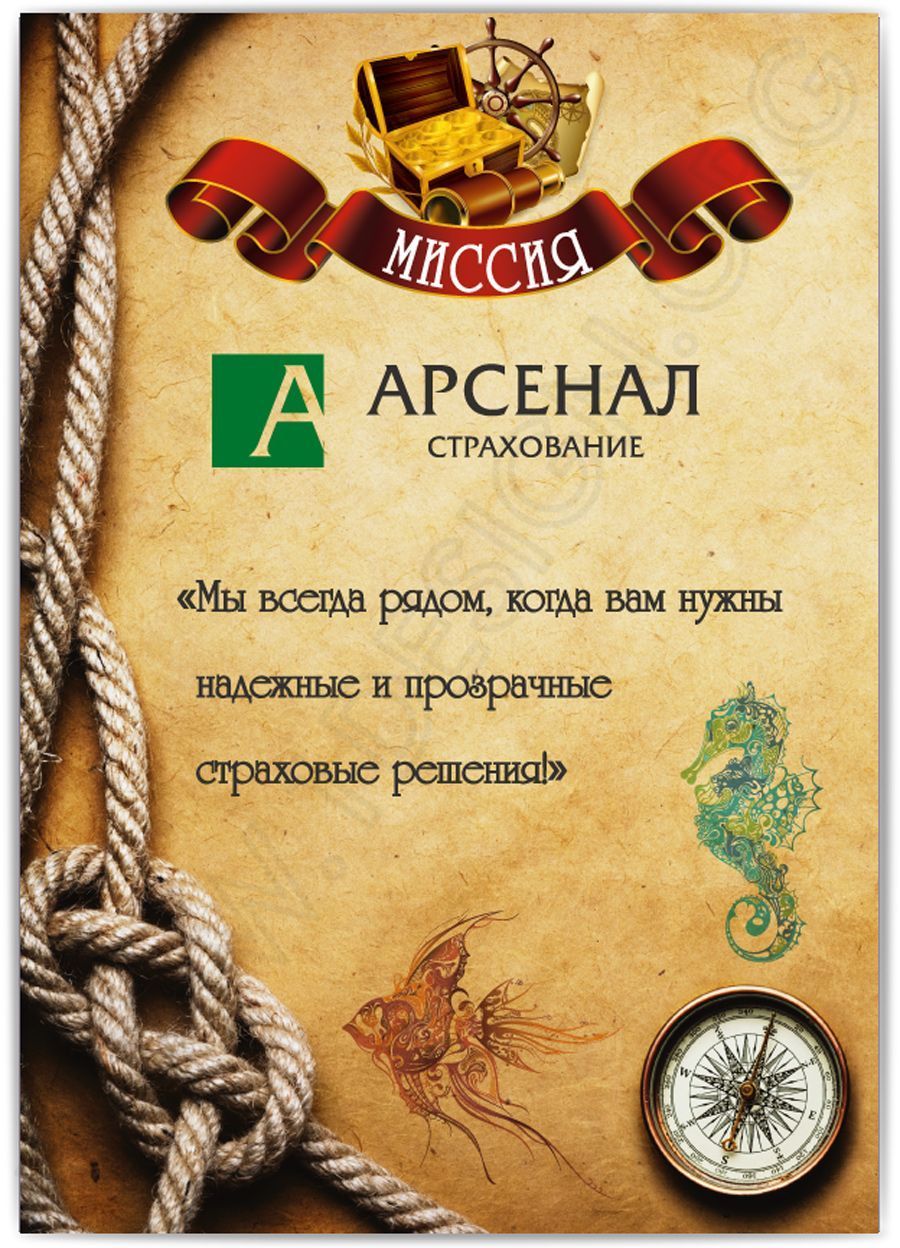 МИССИЯ
А
АРСЕНАЛ
СТРАХОВАНИЕ
«Мы всегда рядом, когда вам нужны
надежные и прозрачные
страховые решения!»
W
N-E
E
S-W
S